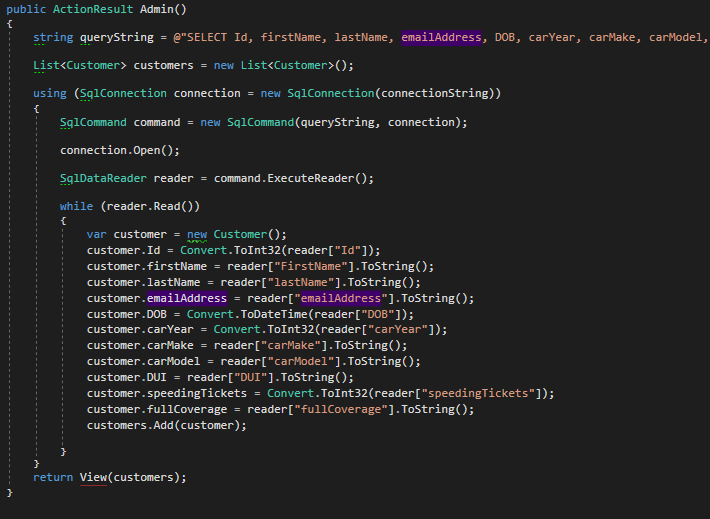 public ActionResult Admin()
{
string queryString = @"SELECT Id, firstName, lastName, emailAddress, DOB, carYear, carMake, carModel,
List<Customer> customers = new List<Customer>();
using (SqlConnection connection = new SqlConnection(connectionString))
{
SqlCommand command = new SqlCommand(queryString, connection);
connection.Open();
SqlDataReader reader = command.ExecuteReader();
while (reader.Read())
{
var customer = new Customer();
customer.Id = Convert.ToInt32(reader["Id"]);
customer.firstName = reader["FirstName"].ToString();
customer.lastName = reader["lastName"].ToString();
customer.emailAddress = reader["emailAddress"].ToString();
customer.DOB = Convert.ToDateTime(reader["DOB"]);
customer.carYear = Convert.ToInt32(reader["carYear"]);
customer.carMake = reader["carMake"].ToString();
customer.carModel = reader["carModel"].ToString();
customer.DUI = reader["DUI"].ToString();
customer.speedingTickets = Convert.ToInt32(reader["speedingTickets"]);
customer.fullCoverage = reader["fullCoverage"].ToString();
customers.Add(customer);
}
}
return View(customers);
}